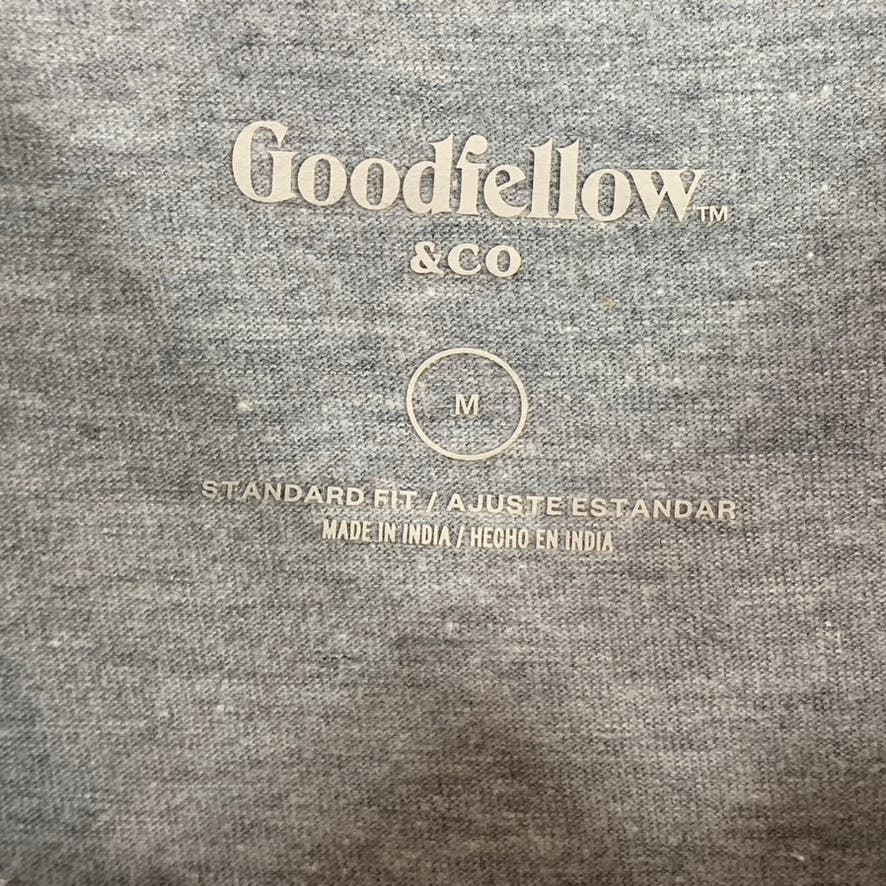 Goodfellow™
&CO
M
STANDARD FIT / AJUSTE ESTANDAR
MADE IN INDIA / HECHO EN INDIA